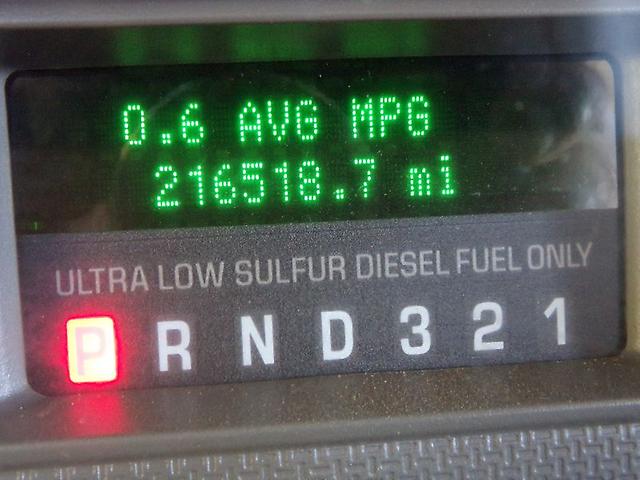 0.6 AVG MPG
216518.7 mi
ULTRA LOW SULFUR DIESEL FUEL ONLY
P R N D 3 2 1